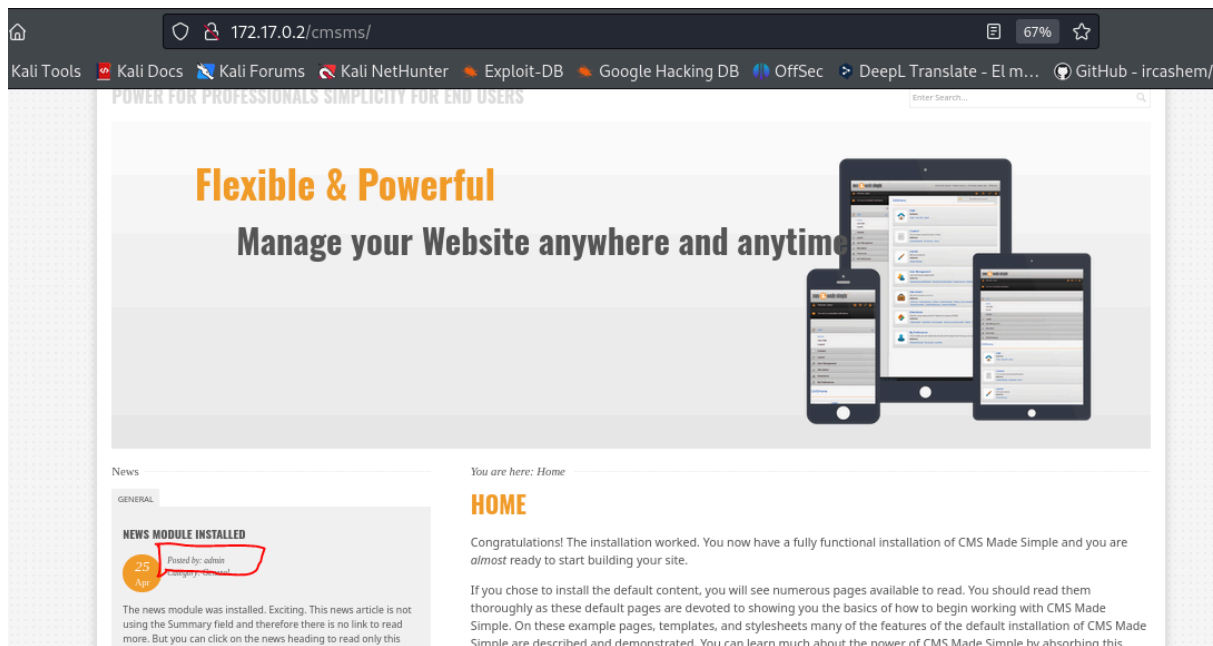 172.17.0.2/cmsms/
67%
Kali Tools Kali Docs Kali Forums Kali NetHunter Exploit-DB Google Hacking DB OffSec DeepL Translate - El m... GitHub - ircashem/
POWER FOR PROFESSIONALS SIMPLICITY FOR END USERS
Enter Search...
Flexible & Powerful
Manage your Website anywhere and anytime
News
GENERAL
NEWS MODULE INSTALLED
25
Apr
Posted by: admin
Category: General
The news module was installed. Exciting. This news article is not
using the Summary field and therefore there is no link to read
more. But you can click on the news heading to read only this
You are here: Home
HOME
Congratulations! The installation worked. You now have a fully functional installation of CMS Made Simple and you are
almost ready to start building your site.
If you chose to install the default content, you will see numerous pages available to read. You should read them
thoroughly as these default pages are devoted to showing you the basics of how to begin working with CMS Made
Simple. On these example pages, templates, and stylesheets many of the features of the default installation of CMS Made
Simple are described and demonstrated. You can learn much about the power of CMS Made Simple by absorbing this